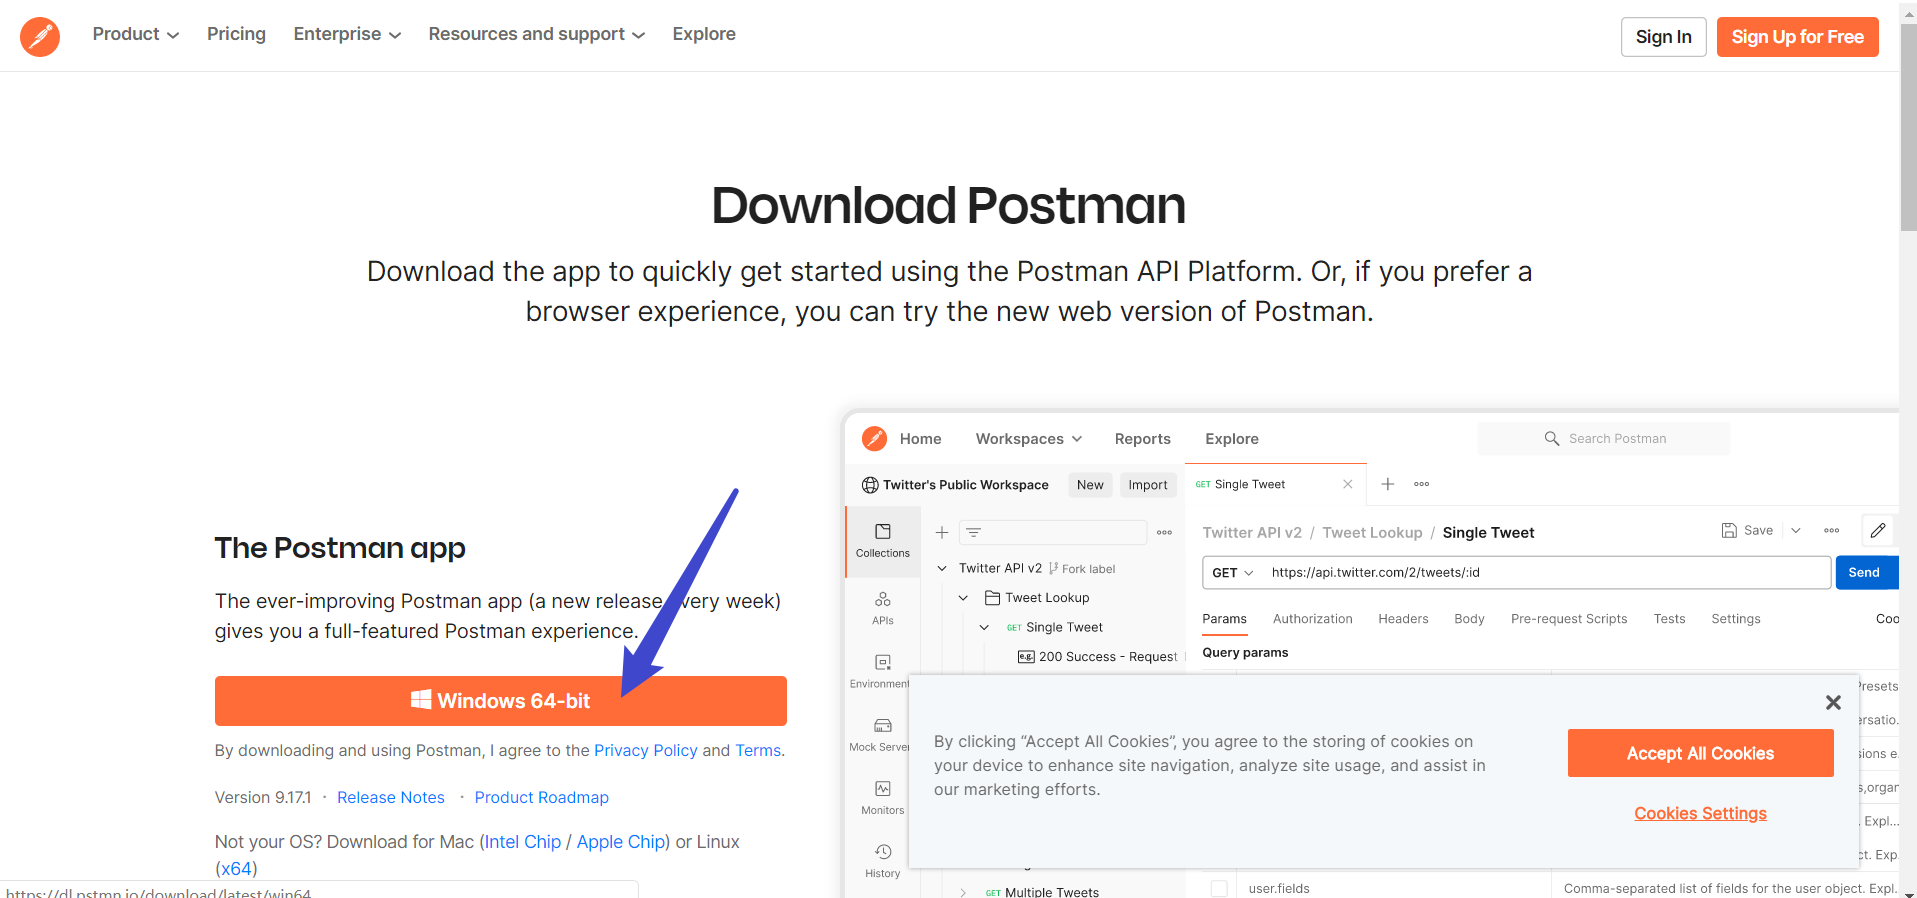 Product Pricing Enterprise Resources and support Explore Sign In Sign Up for Free
Download Postman
Download the app to quickly get started using the Postman API Platform. Or, if you prefer a
browser experience, you can try the new web version of Postman.
The Postman app
The ever-improving Postman app (a new release very week)
gives you a full-featured Postman experience.
Windows 64-bit
By downloading and using Postman, I agree to the Privacy Policy and Terms.
Version 9.17.1 · Release Notes · Product Roadmap
Not your OS? Download for Mac (Intel Chip / Apple Chip) or Linux
(x64)
https://dl.pstmn.io/download/latest/win64
Home Workspaces Reports Explore Search Postman
Twitter's Public Workspace New Import
GET Single Tweet
Collections
APIs
Environment
Mock Server
Monitors
History
Twitter API v2 Fork label
Tweet Lookup
GET Single Tweet
e.g. 200 Success - Request
GET Multiple Tweets
Twitter API v2 / Tweet Lookup / Single Tweet Save
GET https://api.twitter.com/2/tweets/:id Send
Params Authorization Headers Body Pre-request Scripts Tests Settings Coo
Query params
Presets
ersatio.
sions e.
s,organ
. Expl...
ct. Exp.
user.fields Comma-separated list of fields for the user object. Expl.
By clicking “Accept All Cookies”, you agree to the storing of cookies on
your device to enhance site navigation, analyze site usage, and assist in
our marketing efforts.
Accept All Cookies
Cookies Settings